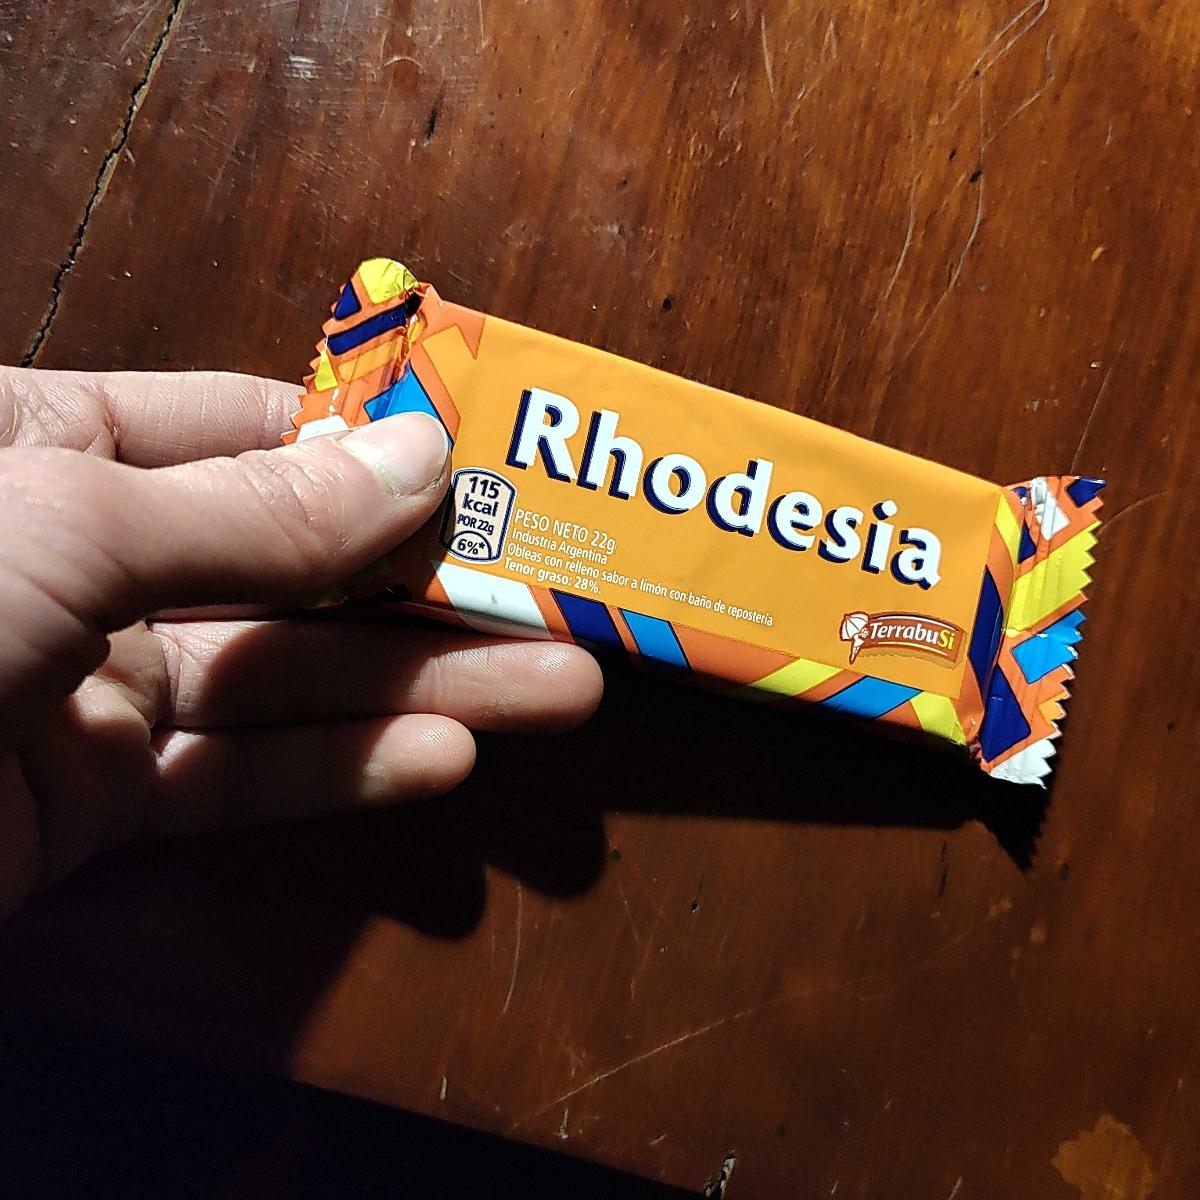 Rhodesia
115
kcal
POR 22g
6%*
PESO NETO 22g
Industria Argentina
Obleas con relleno sabor a limón con baño de repostería
Tenor graso: 28%.
TerrabuSi